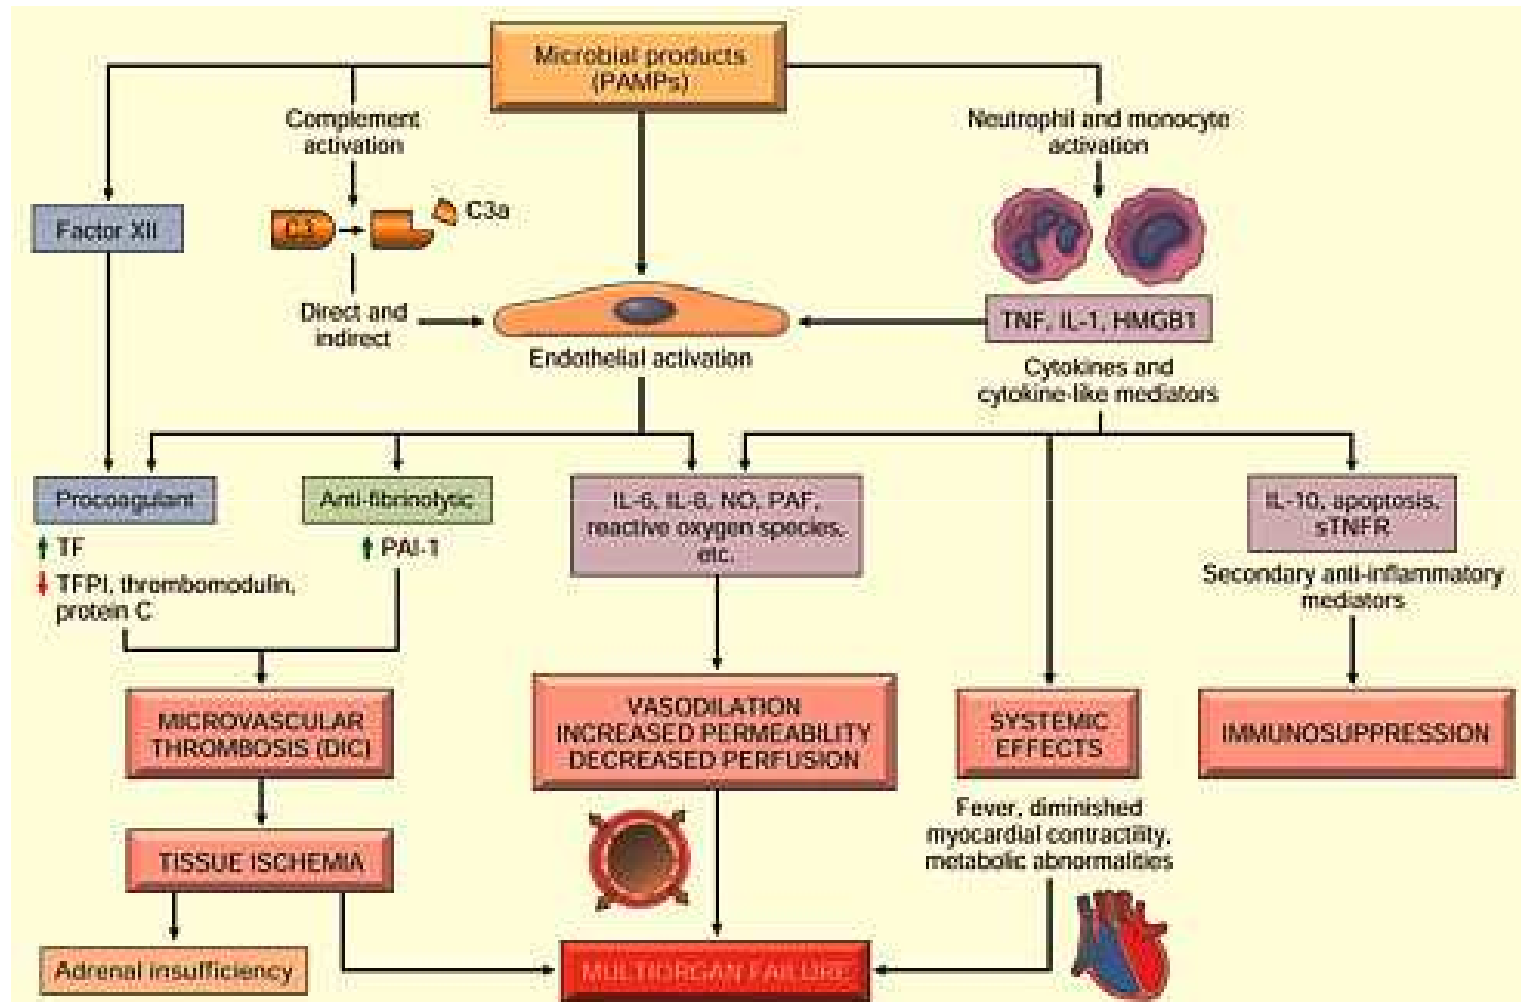 Microbial products
(PAMPs)
Complement
activation
Neutrophil and monocyte
activation
Factor XII
C3
C3a
Direct and
indirect
Endothelial activation
TNF, IL-1, HMGB1
Cytokines and
cytokine-like mediators
Procoagulant
TF
TFPI, thrombomodulin,
protein C
Anti-fibrinolytic
PAI-1
IL-6, IL-8, NO, PAF,
reactive oxygen species,
etc.
IL-10, apoptosis,
sTNFR
Secondary anti-inflammatory
mediators
MICROVASCULAR
THROMBOSIS (DIC)
VASODILATION
INCREASED PERMEABILITY
DECREASED PERFUSION
SYSTEMIC
EFFECTS
IMMUNOSUPPRESSION
Fever, diminished
myocardial contractility,
metabolic abnormalities
TISSUE ISCHEMIA
Adrenal insufficiency
MULTIORGAN FAILURE